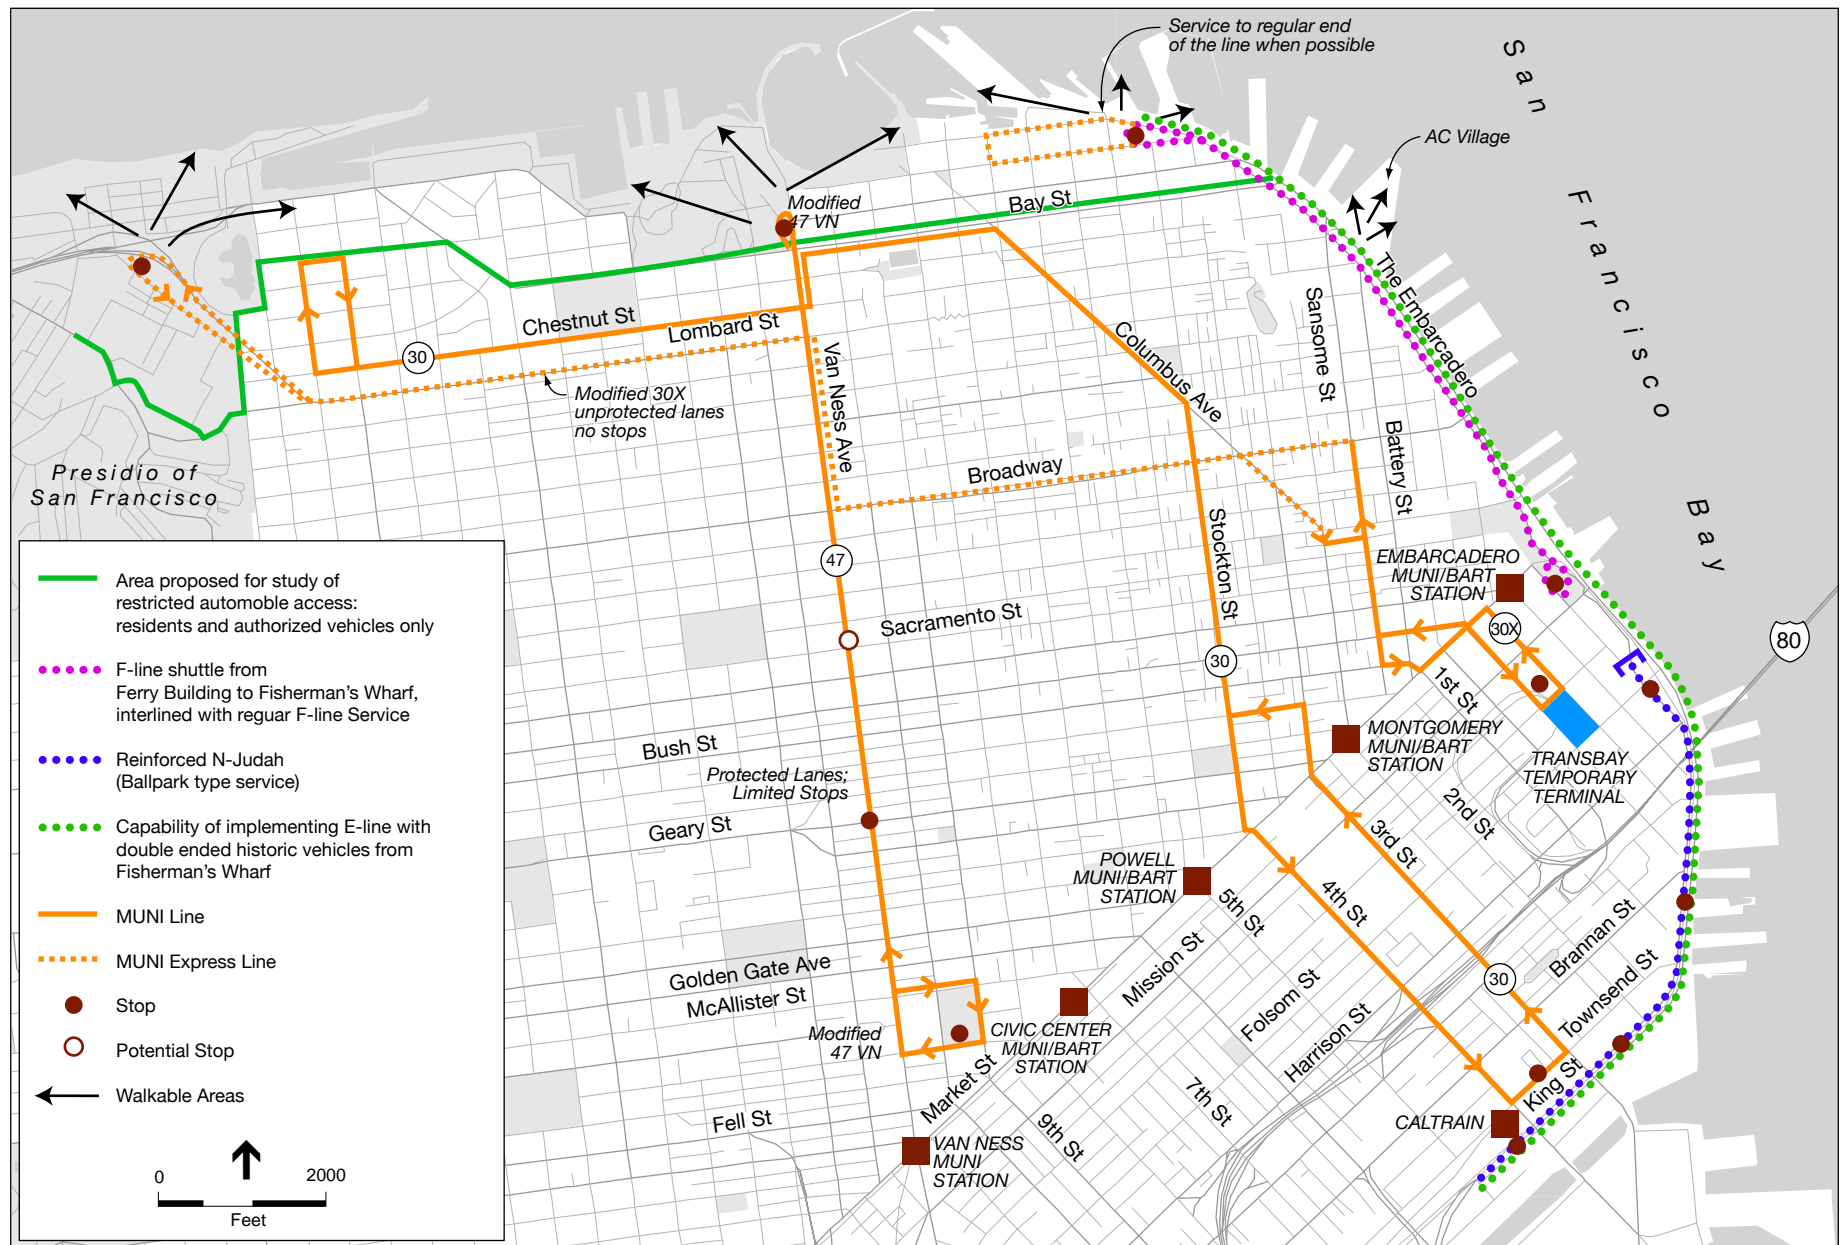 Service to regular end
of the line when possible
San Francisco Bay
AC Village
Modified
47 VN
Bay St
The Embarcadero
Chestnut St
Lombard St
Sansome St
Columbus Ave
30
Van Ness Ave
Modified 30X
unprotected lanes
no stops
Battery St
Broadway
Presidio of
San Francisco
Stockton St
47
EMBARCADERO
MUNI/BART
STATION
Sacramento St
30X
80
30
1st St
Bush St
MONTGOMERY
MUNI/BART
STATION
Protected Lanes;
Limited Stops
TRANSBAY
TEMPORARY
TERMINAL
2nd St
Geary St
3rd St
POWELL
MUNI/BART
STATION
4th St
5th St
Brannan St
Mission St
Golden Gate Ave
McAllister St
Townsend St
30
Folsom St
Harrison St
Modified
47 VN
CIVIC CENTER
MUNI/BART
STATION
Market St
King St
7th St
Fell St
9th St
CALTRAIN
VAN NESS
MUNI
STATION
Area proposed for study of
restricted automoble access:
residents and authorized vehicles only
F-line shuttle from
Ferry Building to Fisherman's Wharf,
interlined with reguar F-line Service
Reinforced N-Judah
(Ballpark type service)
Capability of implementing E-line with
double ended historic vehicles from
Fisherman's Wharf
MUNI Line
MUNI Express Line
Stop
Potential Stop
Walkable Areas
0 2000
Feet